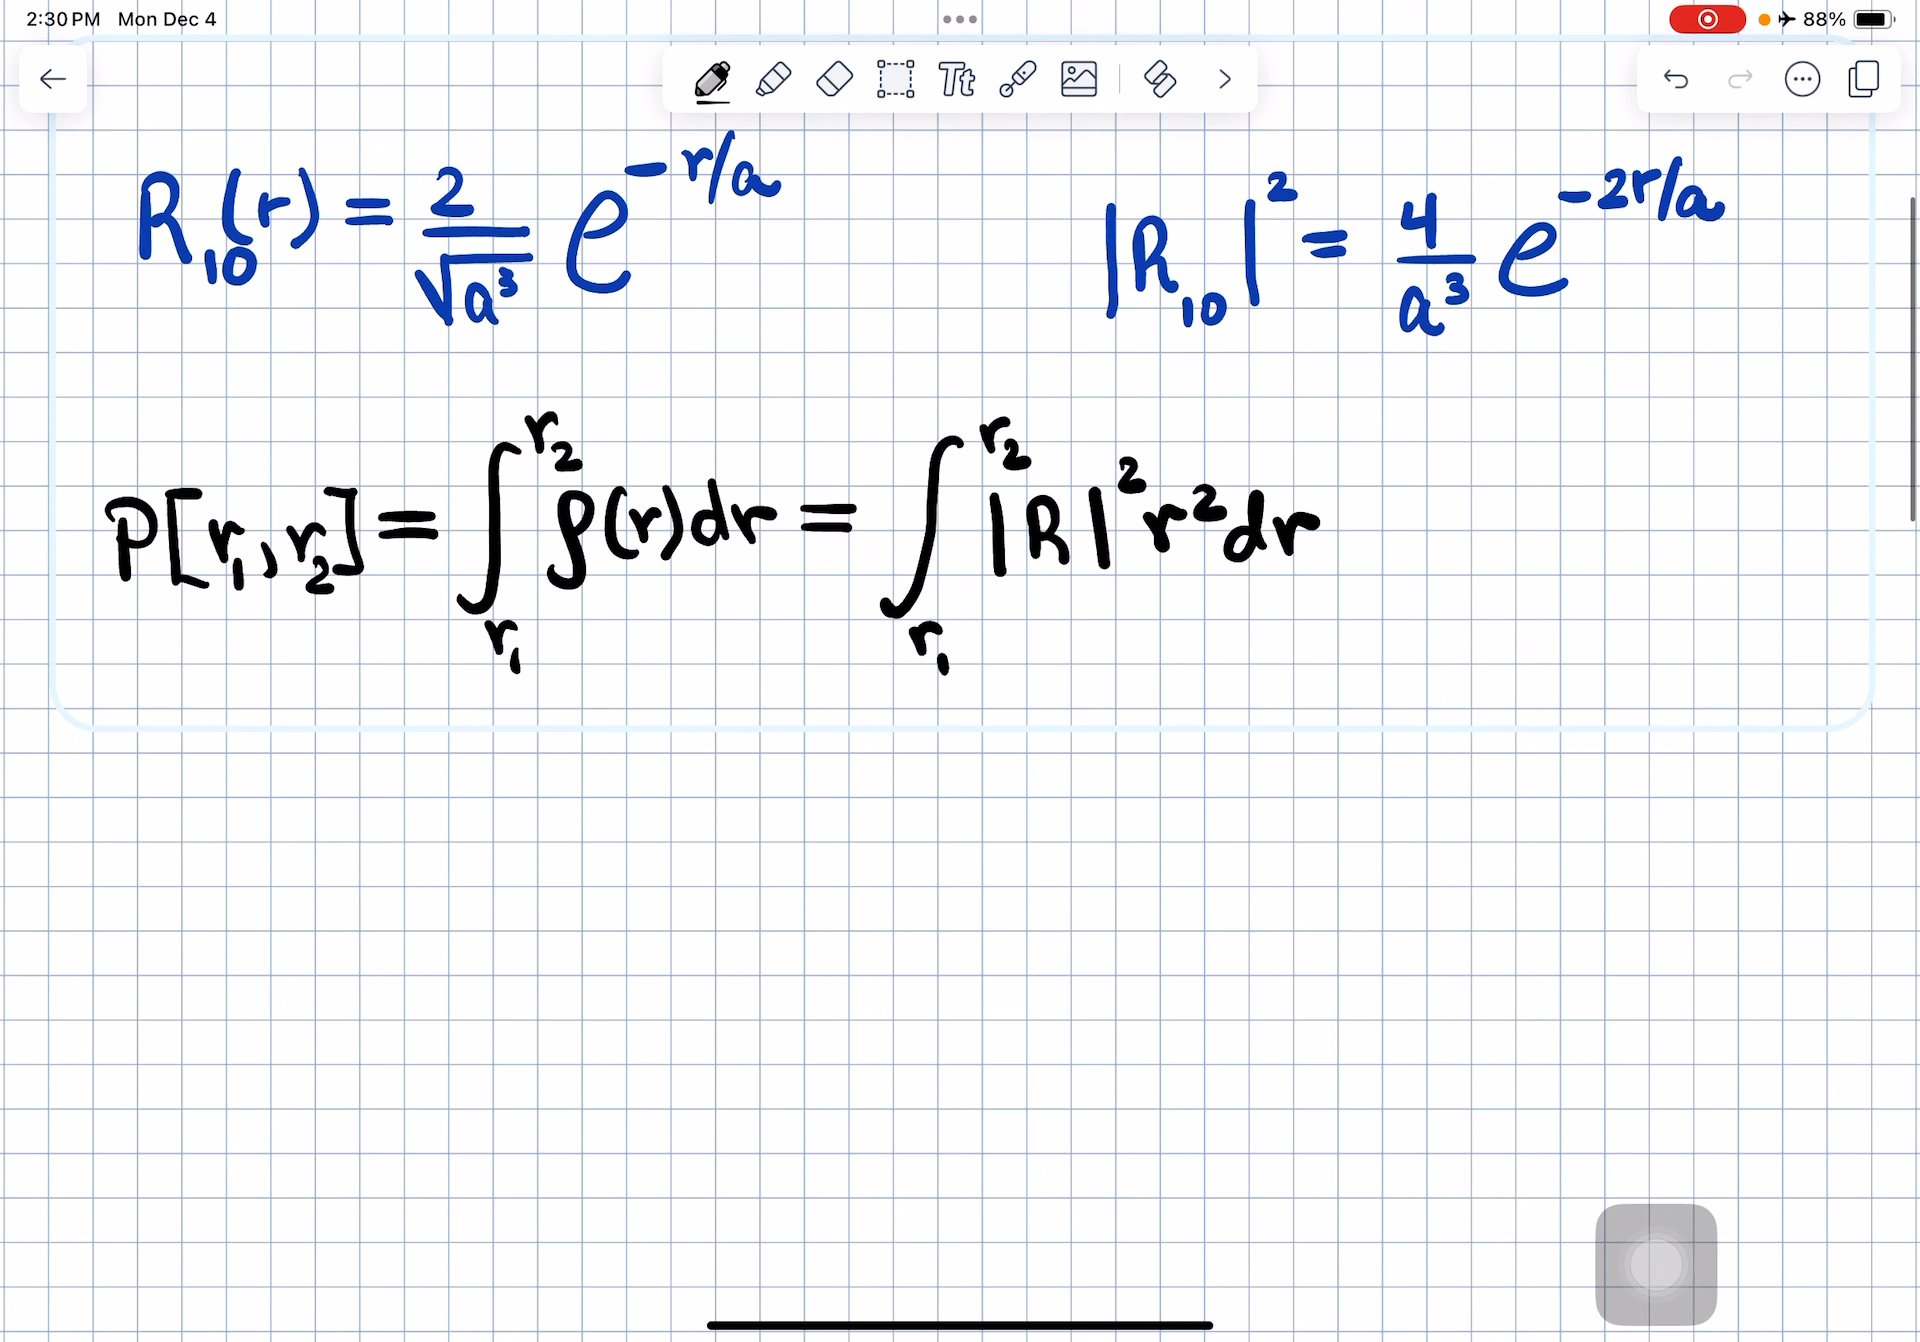 2:30 PM Mon Dec 4
88%
Tt
R₁₀(r) = 2/√a³ e^(-r/a)
|R₁₀|² = 4/a³ e^(-2r/a)
P[r₁, r₂] = ∫_{r₁}^{r₂} ρ(r)dr = ∫_{r₁}^{r₂} |R|² r² dr